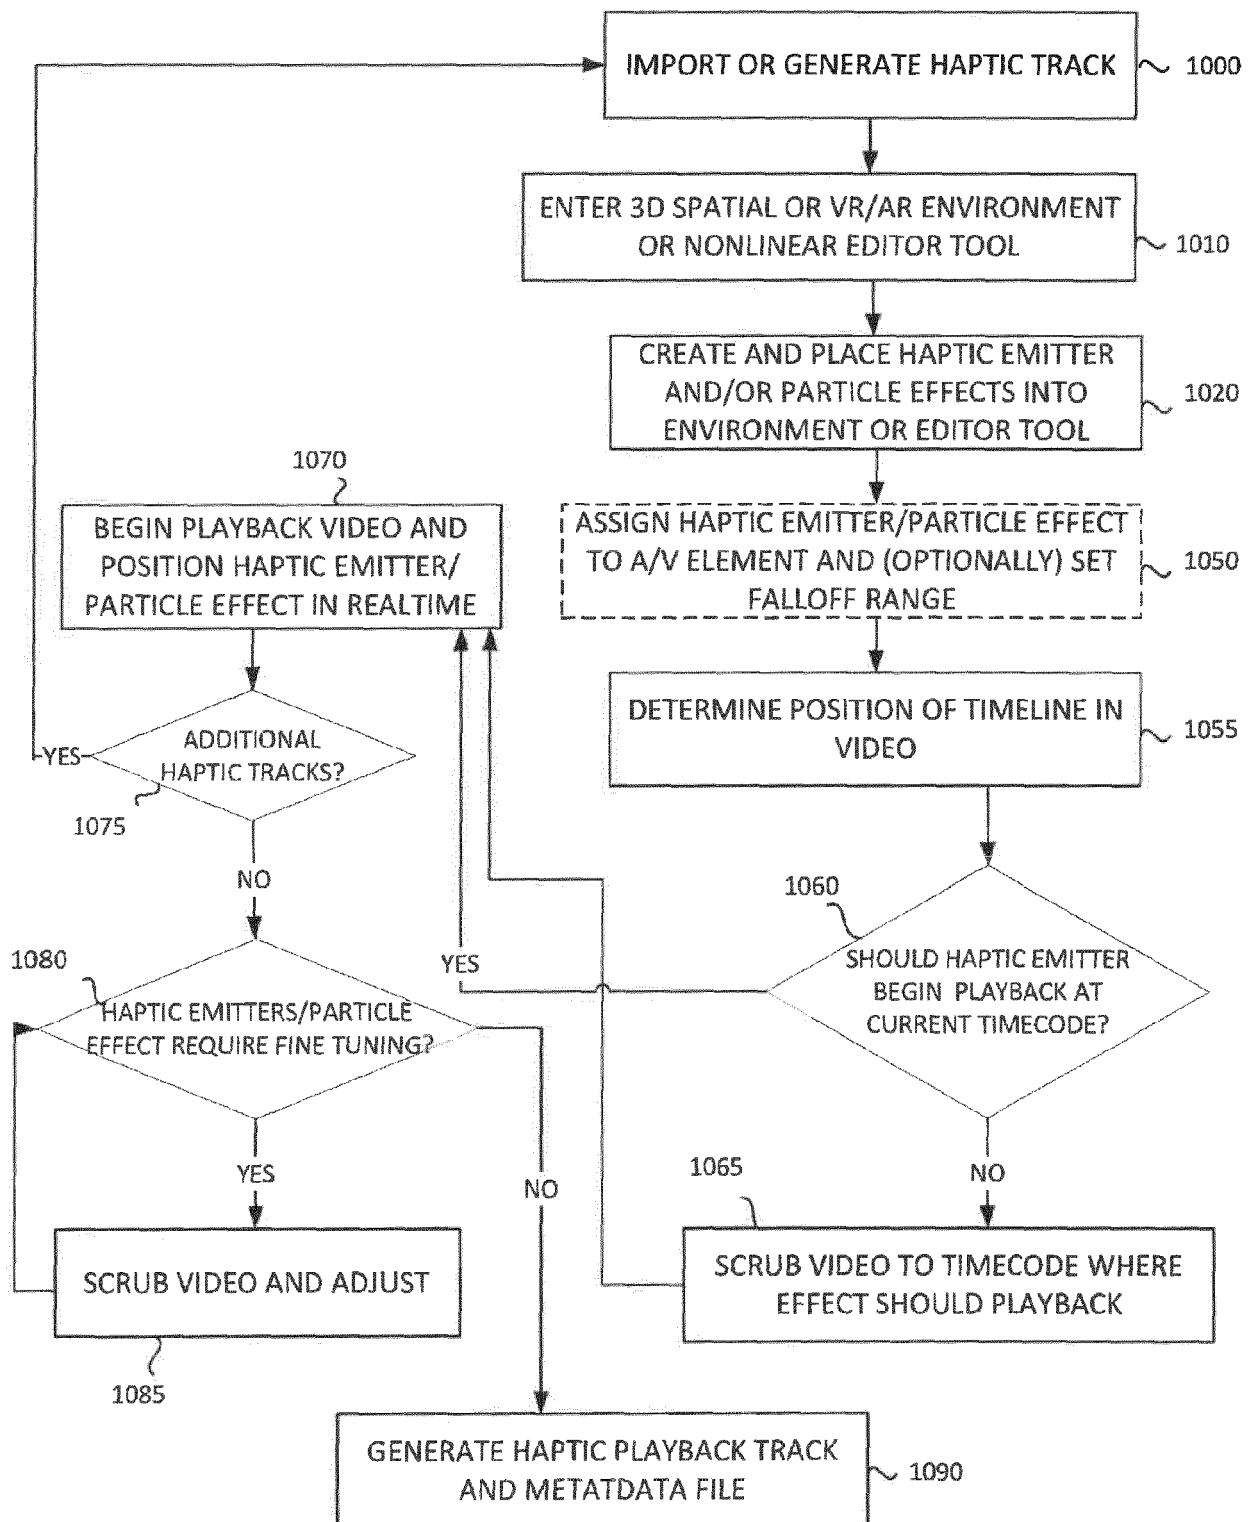 IMPORT OR GENERATE HAPTIC TRACK
1000
ENTER 3D SPATIAL OR VR/AR ENVIRONMENT
OR NONLINEAR EDITOR TOOL
1010
CREATE AND PLACE HAPTIC EMITTER
AND/OR PARTICLE EFFECTS INTO
ENVIRONMENT OR EDITOR TOOL
1020
ASSIGN HAPTIC EMITTER/PARTICLE EFFECT
TO A/V ELEMENT AND (OPTIONALLY) SET
FALLOFF RANGE
1050
DETERMINE POSITION OF TIMELINE IN
VIDEO
1055
1060
SHOULD HAPTIC EMITTER
BEGIN PLAYBACK AT
CURRENT TIMECODE?
YES
NO
1065
SCRUB VIDEO TO TIMECODE WHERE
EFFECT SHOULD PLAYBACK
1070
BEGIN PLAYBACK VIDEO AND
POSITION HAPTIC EMITTER/
PARTICLE EFFECT IN REALTIME
ADDITIONAL
HAPTIC TRACKS?
YES
1075
NO
1080
HAPTIC EMITTERS/PARTICLE
EFFECT REQUIRE FINE TUNING?
YES
NO
SCRUB VIDEO AND ADJUST
1085
GENERATE HAPTIC PLAYBACK TRACK
AND METATDATA FILE
1090